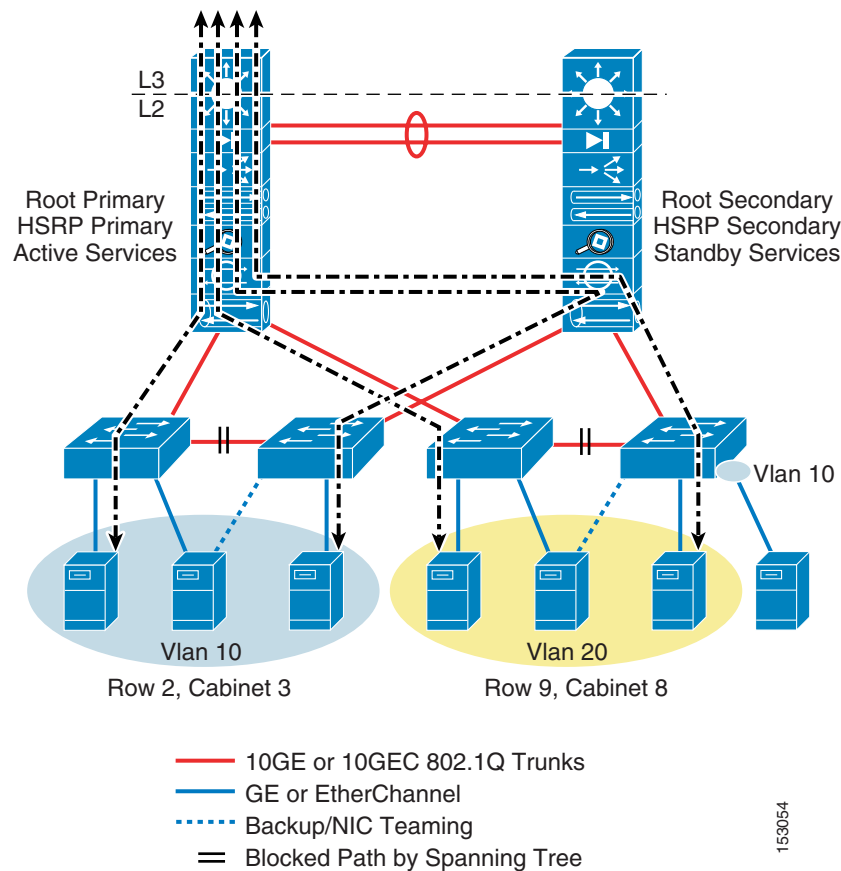 L3
L2
Root Primary
HSRP Primary
Active Services
Root Secondary
HSRP Secondary
Standby Services
Vlan 10
Vlan 10
Vlan 20
Row 2, Cabinet 3
Row 9, Cabinet 8
10GE or 10GEC 802.1Q Trunks
GE or EtherChannel
Backup/NIC Teaming
Blocked Path by Spanning Tree
153054